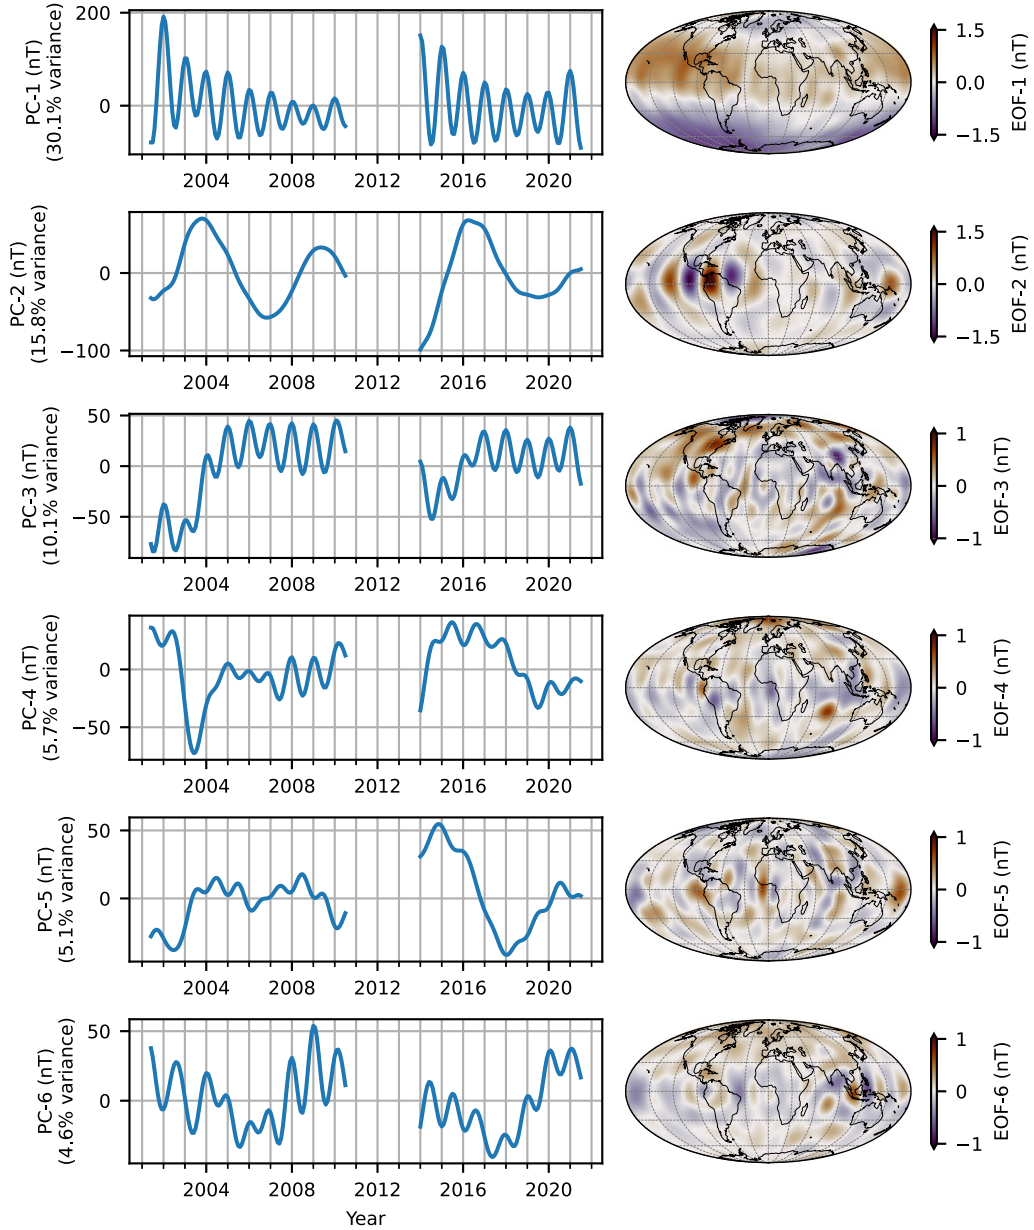 PC-1 (nT)
(30.1% variance)
200
0
2004 2008 2012 2016 2020
1.5
0.0
−1.5
EOF-1 (nT)
PC-2 (nT)
(15.8% variance)
0
−100
2004 2008 2012 2016 2020
1.5
0.0
−1.5
EOF-2 (nT)
PC-3 (nT)
(10.1% variance)
50
0
−50
2004 2008 2012 2016 2020
1
0
−1
EOF-3 (nT)
PC-4 (nT)
(5.7% variance)
0
−50
2004 2008 2012 2016 2020
1
0
−1
EOF-4 (nT)
PC-5 (nT)
(5.1% variance)
50
0
2004 2008 2012 2016 2020
1
0
−1
EOF-5 (nT)
PC-6 (nT)
(4.6% variance)
50
0
2004 2008 2012 2016 2020
Year
1
0
−1
EOF-6 (nT)